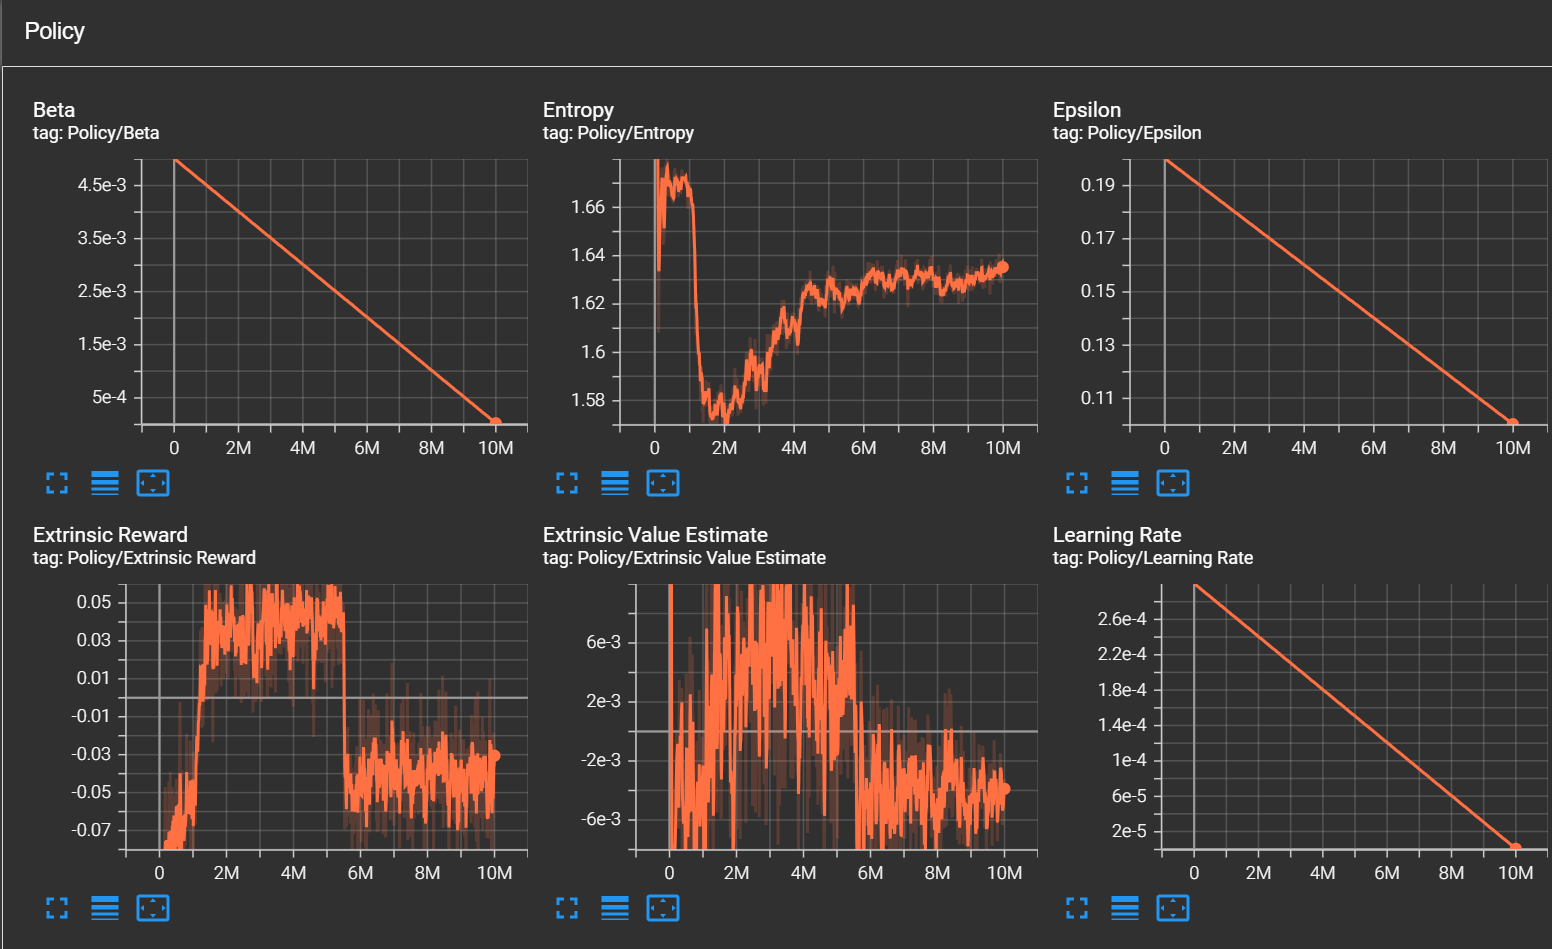 Policy
Beta
tag: Policy/Beta
4.5e-3
3.5e-3
2.5e-3
1.5e-3
5e-4
0 2M 4M 6M 8M 10M
Entropy
tag: Policy/Entropy
1.66
1.64
1.62
1.6
1.58
0 2M 4M 6M 8M 10M
Epsilon
tag: Policy/Epsilon
0.19
0.17
0.15
0.13
0.11
0 2M 4M 6M 8M 10M
Extrinsic Reward
tag: Policy/Extrinsic Reward
0.05
0.03
0.01
-0.01
-0.03
-0.05
-0.07
0 2M 4M 6M 8M 10M
Extrinsic Value Estimate
tag: Policy/Extrinsic Value Estimate
6e-3
2e-3
-2e-3
-6e-3
0 2M 4M 6M 8M 10M
Learning Rate
tag: Policy/Learning Rate
2.6e-4
2.2e-4
1.8e-4
1.4e-4
1e-4
6e-5
2e-5
0 2M 4M 6M 8M 10M